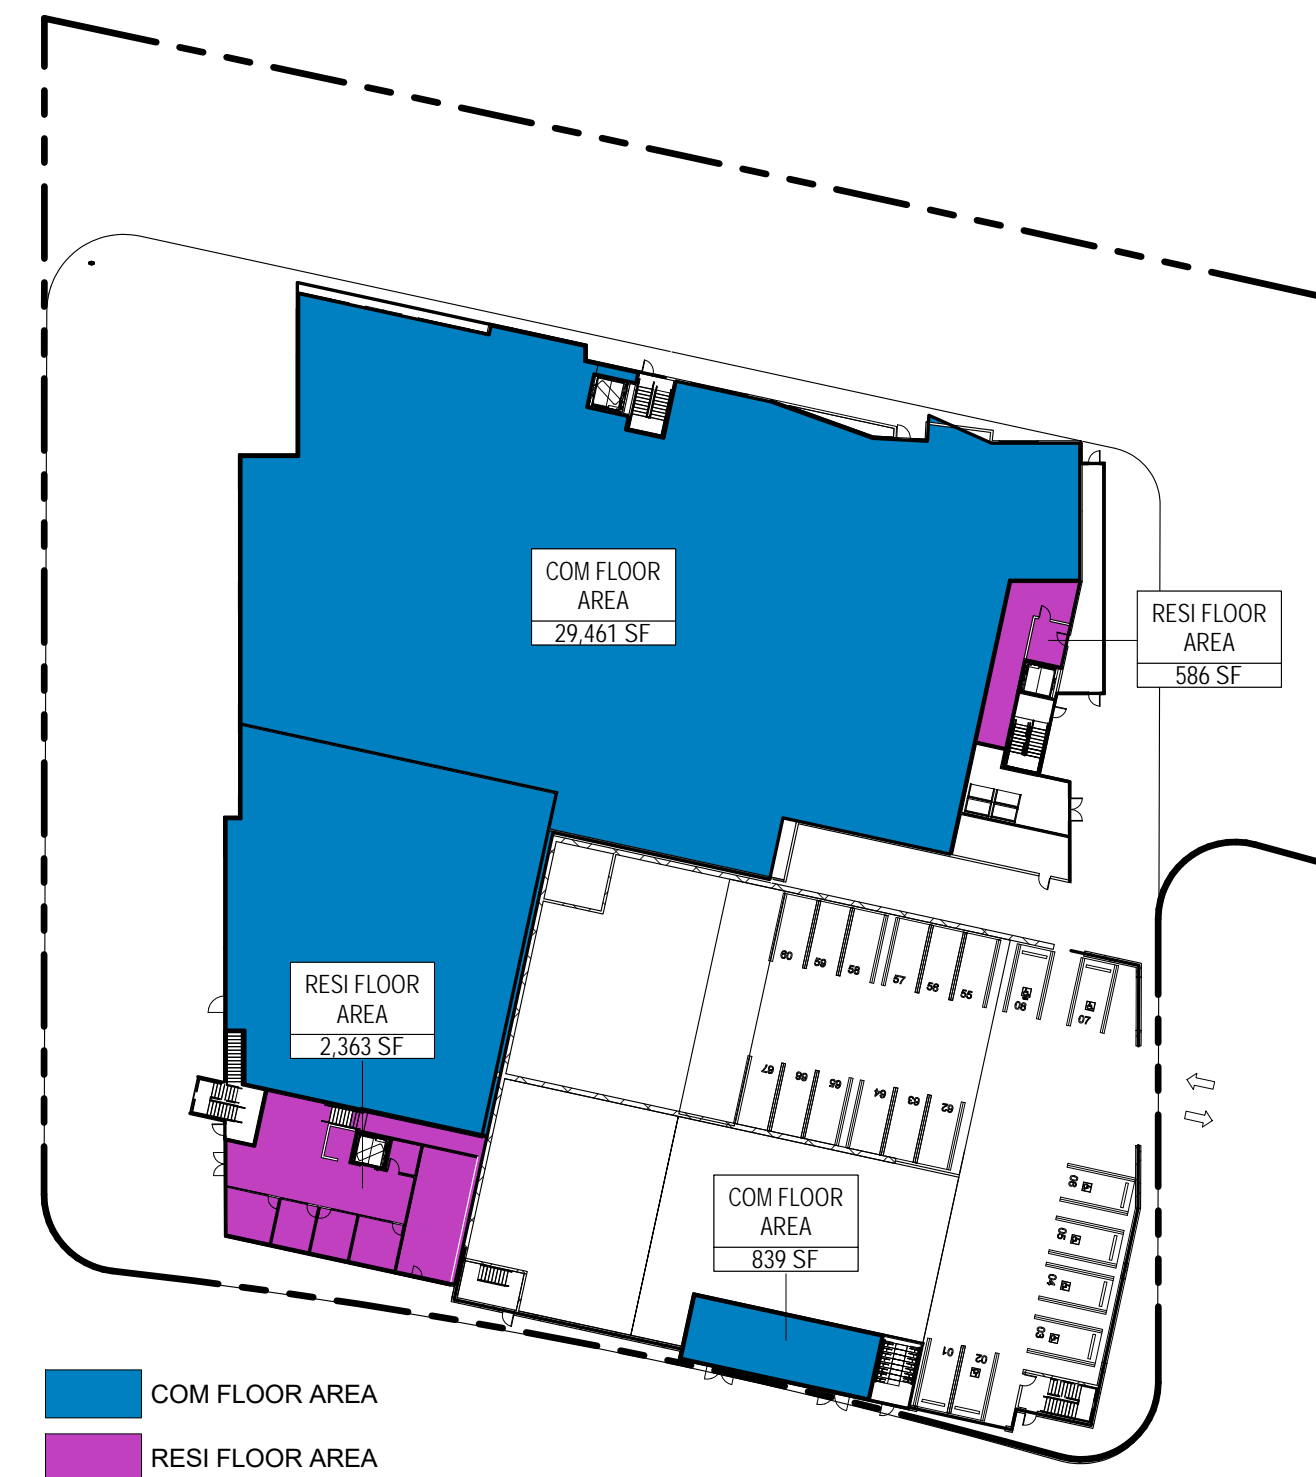 COM FLOOR
AREA
29,461 SF
RESI FLOOR
AREA
586 SF
60
59
58
57
56
55
08
07
RESI FLOOR
AREA
2,363 SF
67
66
65
64
63
62
06
05
04
03
COM FLOOR
AREA
839 SF
01
02
COM FLOOR AREA
RESI FLOOR AREA